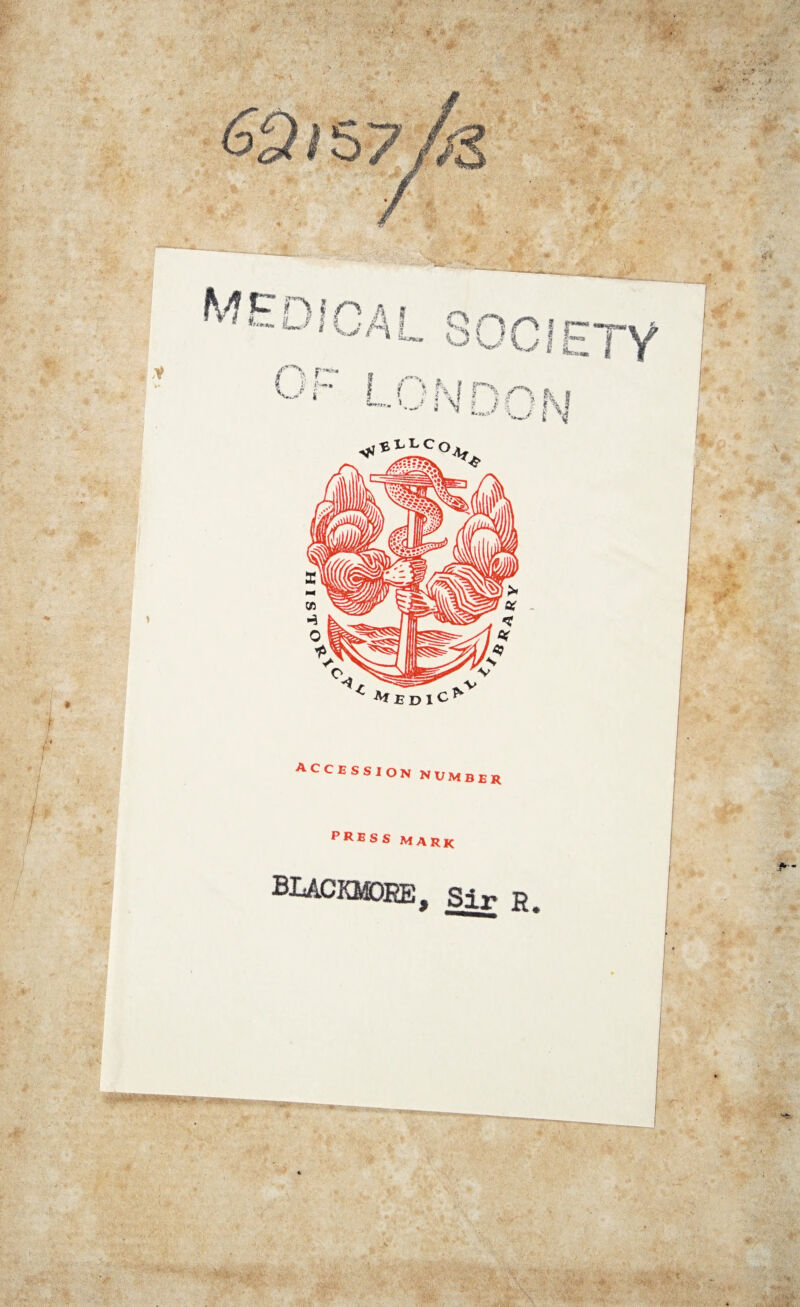 62157/B
MEDICAL SOCIETY
OF LONDON
WELLCOME
HISTORICAL MEDICAL LIBRARY
ACCESSION NUMBER
PRESS MARK
BLACKMORE, Sir R.